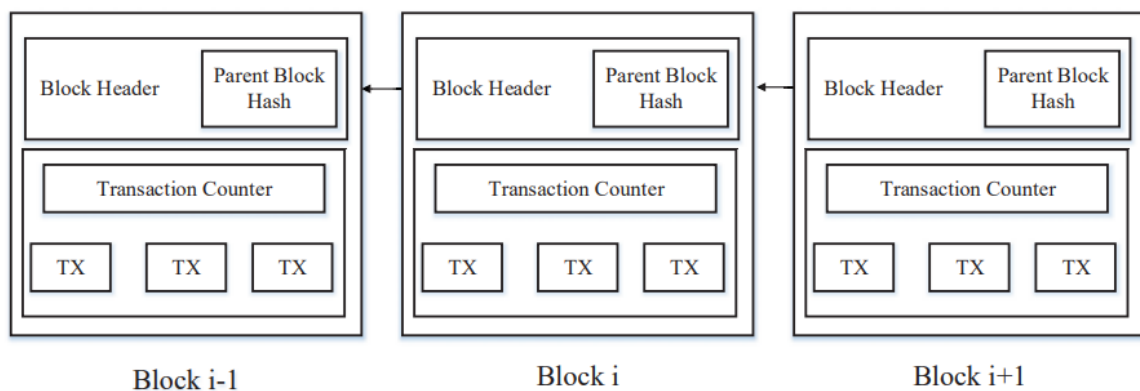 Block Header
Parent Block
Hash
Transaction Counter
TX TX TX
Block i-1
Block Header
Parent Block
Hash
Transaction Counter
TX TX TX
Block i
Block Header
Parent Block
Hash
Transaction Counter
TX TX TX
Block i+1